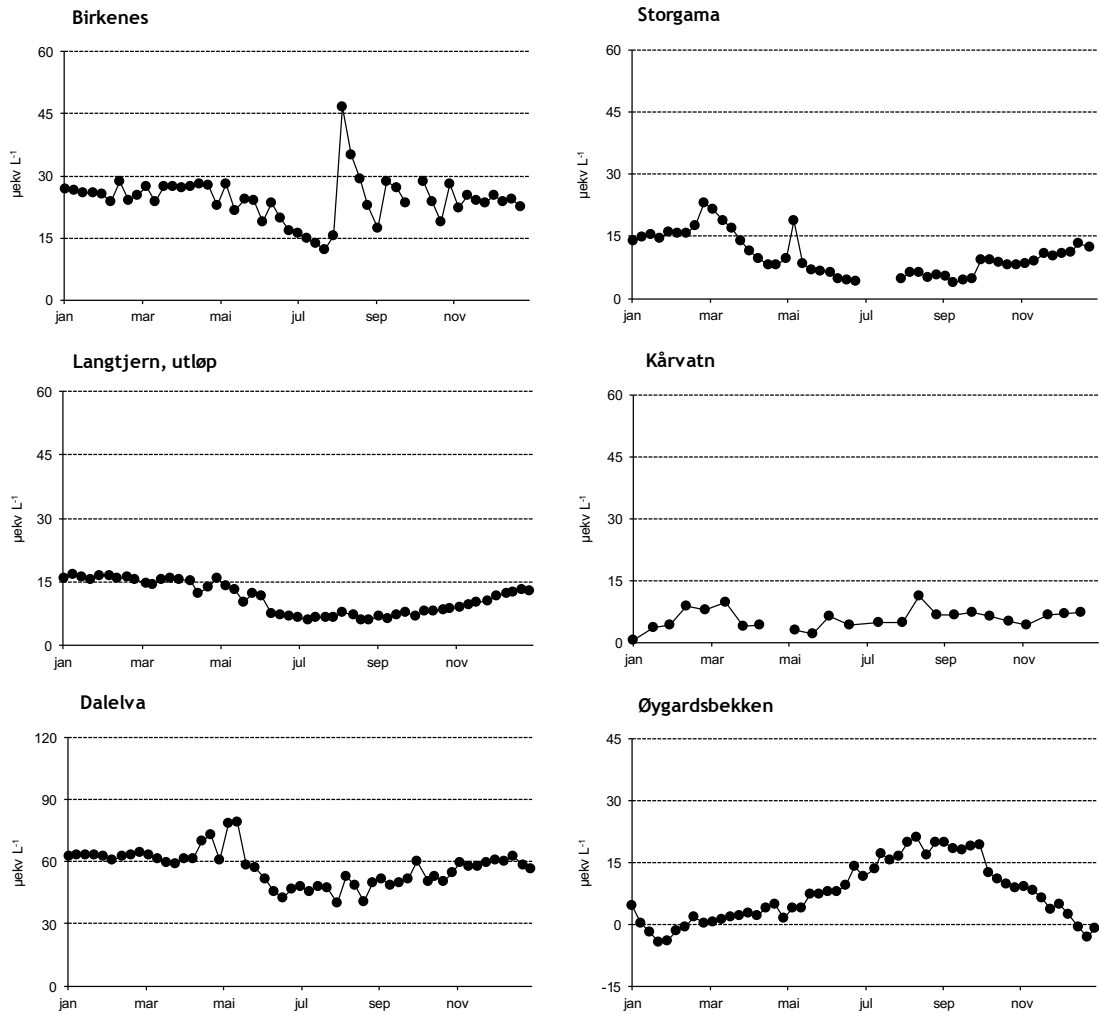 Birkenes
60
45
30
15
0
µekv L-1
jan mar mai jul sep nov
Storgama
60
45
30
15
0
µekv L-1
jan mar mai jul sep nov
Langtjern, utløp
60
45
30
15
0
µekv L-1
jan mar mai jul sep nov
Kårvatn
60
45
30
15
0
µekv L-1
jan mar mai jul sep nov
Dalelva
120
90
60
30
0
µekv L-1
jan mar mai jul sep nov
Øygardsbekken
45
30
15
0
-15
µekv L-1
jan mar mai jul sep nov